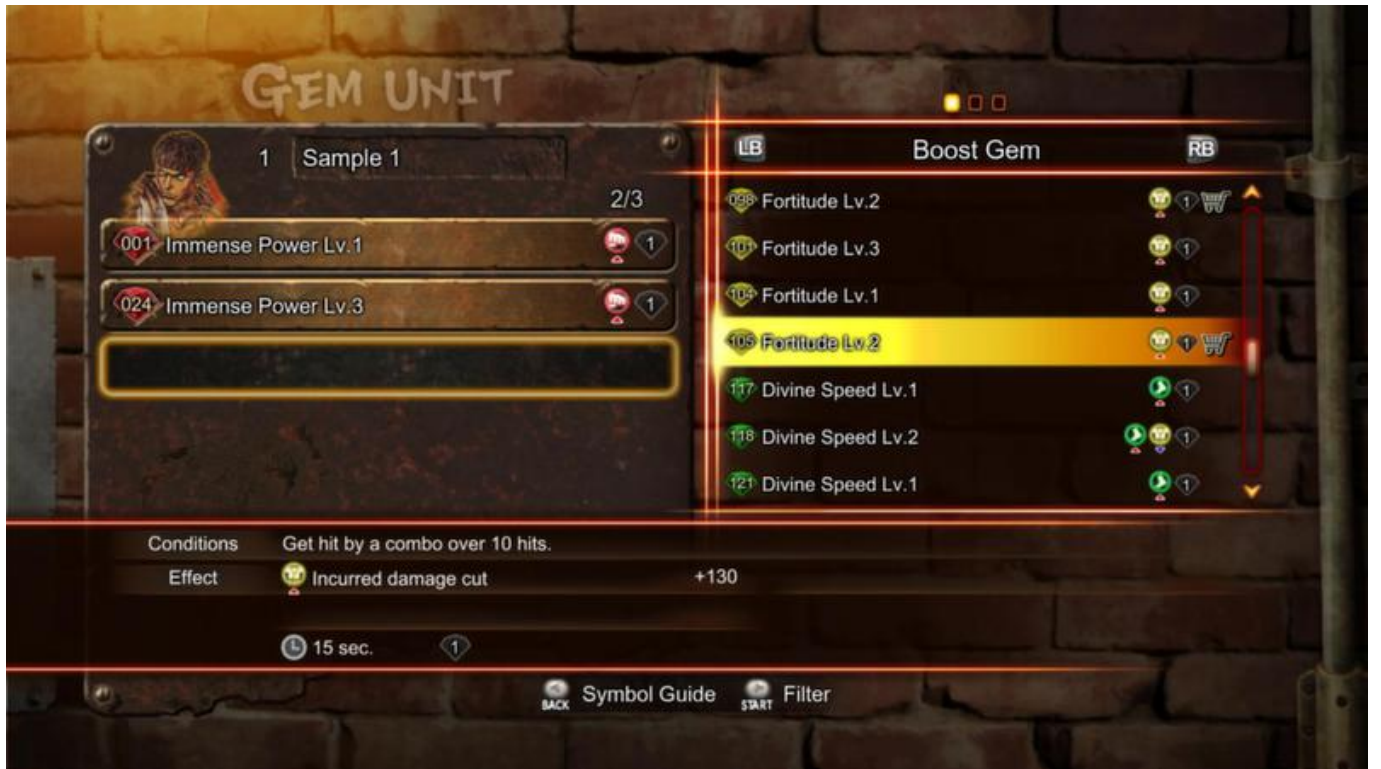 GEM UNIT
1 Sample 1
2/3
001 Immense Power Lv.1 1
024 Immense Power Lv.3 1
LB Boost Gem RB
098 Fortitude Lv.2 1
101 Fortitude Lv.3 1
104 Fortitude Lv.1 1
105 Fortitude Lv.2 1
117 Divine Speed Lv.1 1
118 Divine Speed Lv.2 1
121 Divine Speed Lv.1 1
Conditions Get hit by a combo over 10 hits.
Effect Incurred damage cut +130
15 sec. 1
BACK Symbol Guide START Filter